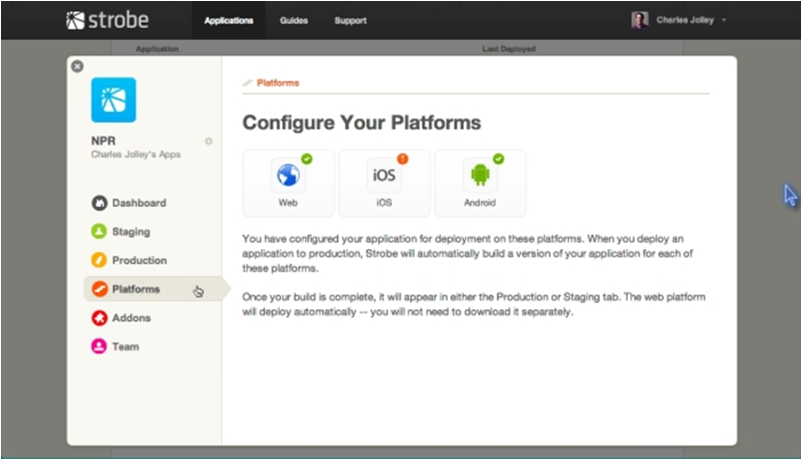 strobe
Applications
Guides
Support
Charles Jolley
Application
Last Deployed
NPR
Charles Jolley's Apps
Dashboard
Staging
Production
Platforms
Addons
Team
Platforms
Configure Your Platforms
iOS
Web
iOS
Android
You have configured your application for deployment on these platforms. When you deploy an
application to production, Strobe will automatically build a version of your application for each of
these platforms.
Once your build is complete, it will appear in either the Production or Staging tab. The web platform
will deploy automatically -- you will not need to download it separately.